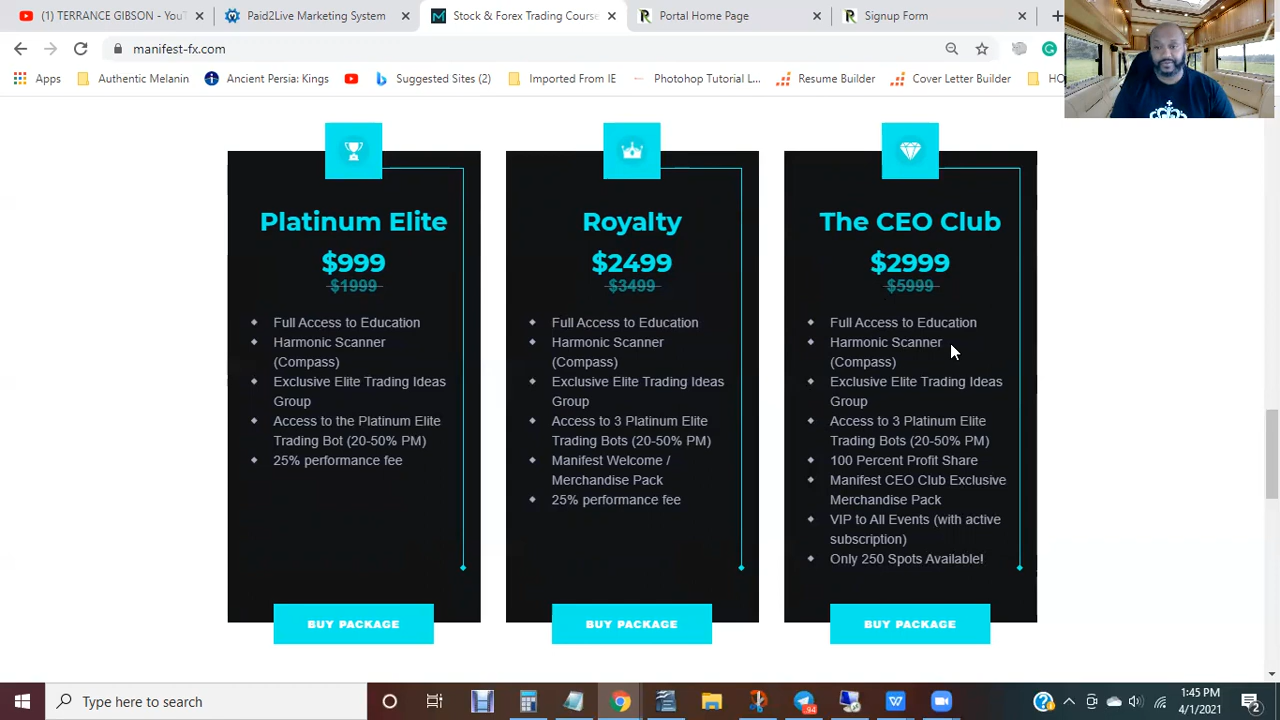 (1) TERRANCE GIBSON
Paid2Live Marketing System
Stock & Forex Trading Course
Portal Home Page
Signup Form
manifest-fx.com
Apps
Authentic Melanin
Ancient Persia: Kings
Suggested Sites (2)
Imported From IE
Photohop Tutorial L...
Resume Builder
Cover Letter Builder
HO
Platinum Elite
$999
$1999
Full Access to Education
Harmonic Scanner
(Compass)
Exclusive Elite Trading Ideas
Group
Access to the Platinum Elite
Trading Bot (20-50% PM)
25% performance fee
BUY PACKAGE
Royalty
$2499
$3499
Full Access to Education
Harmonic Scanner
(Compass)
Exclusive Elite Trading Ideas
Group
Access to 3 Platinum Elite
Trading Bots (20-50% PM)
Manifest Welcome /
Merchandise Pack
25% performance fee
BUY PACKAGE
The CEO Club
$2999
$5999
Full Access to Education
Harmonic Scanner
(Compass)
Exclusive Elite Trading Ideas
Group
Access to 3 Platinum Elite
Trading Bots (20-50% PM)
100 Percent Profit Share
Manifest CEO Club Exclusive
Merchandise Pack
VIP to All Events (with active
subscription)
Only 250 Spots Available!
BUY PACKAGE
Type here to search
94
1:45 PM
4/1/2021
2